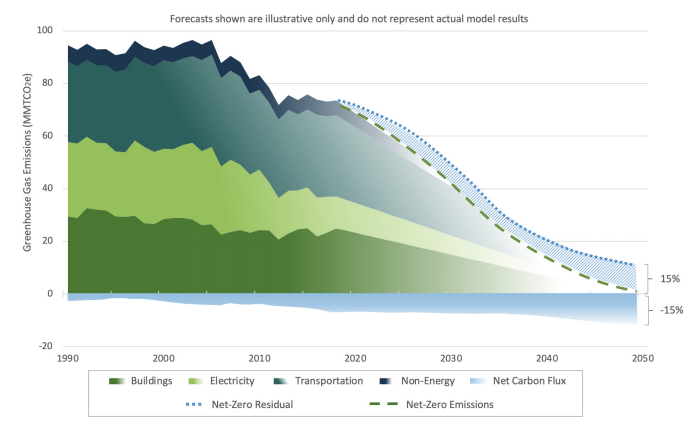 Forecasts shown are illustrative only and do not represent actual model results
Greenhouse Gas Emissions (MMTCO2e)
100
80
60
40
20
0
-20
15%
-15%
1990 2000 2010 2020 2030 2040 2050
Buildings Electricity Transportation Non-Energy Net Carbon Flux
Net-Zero Residual Net-Zero Emissions